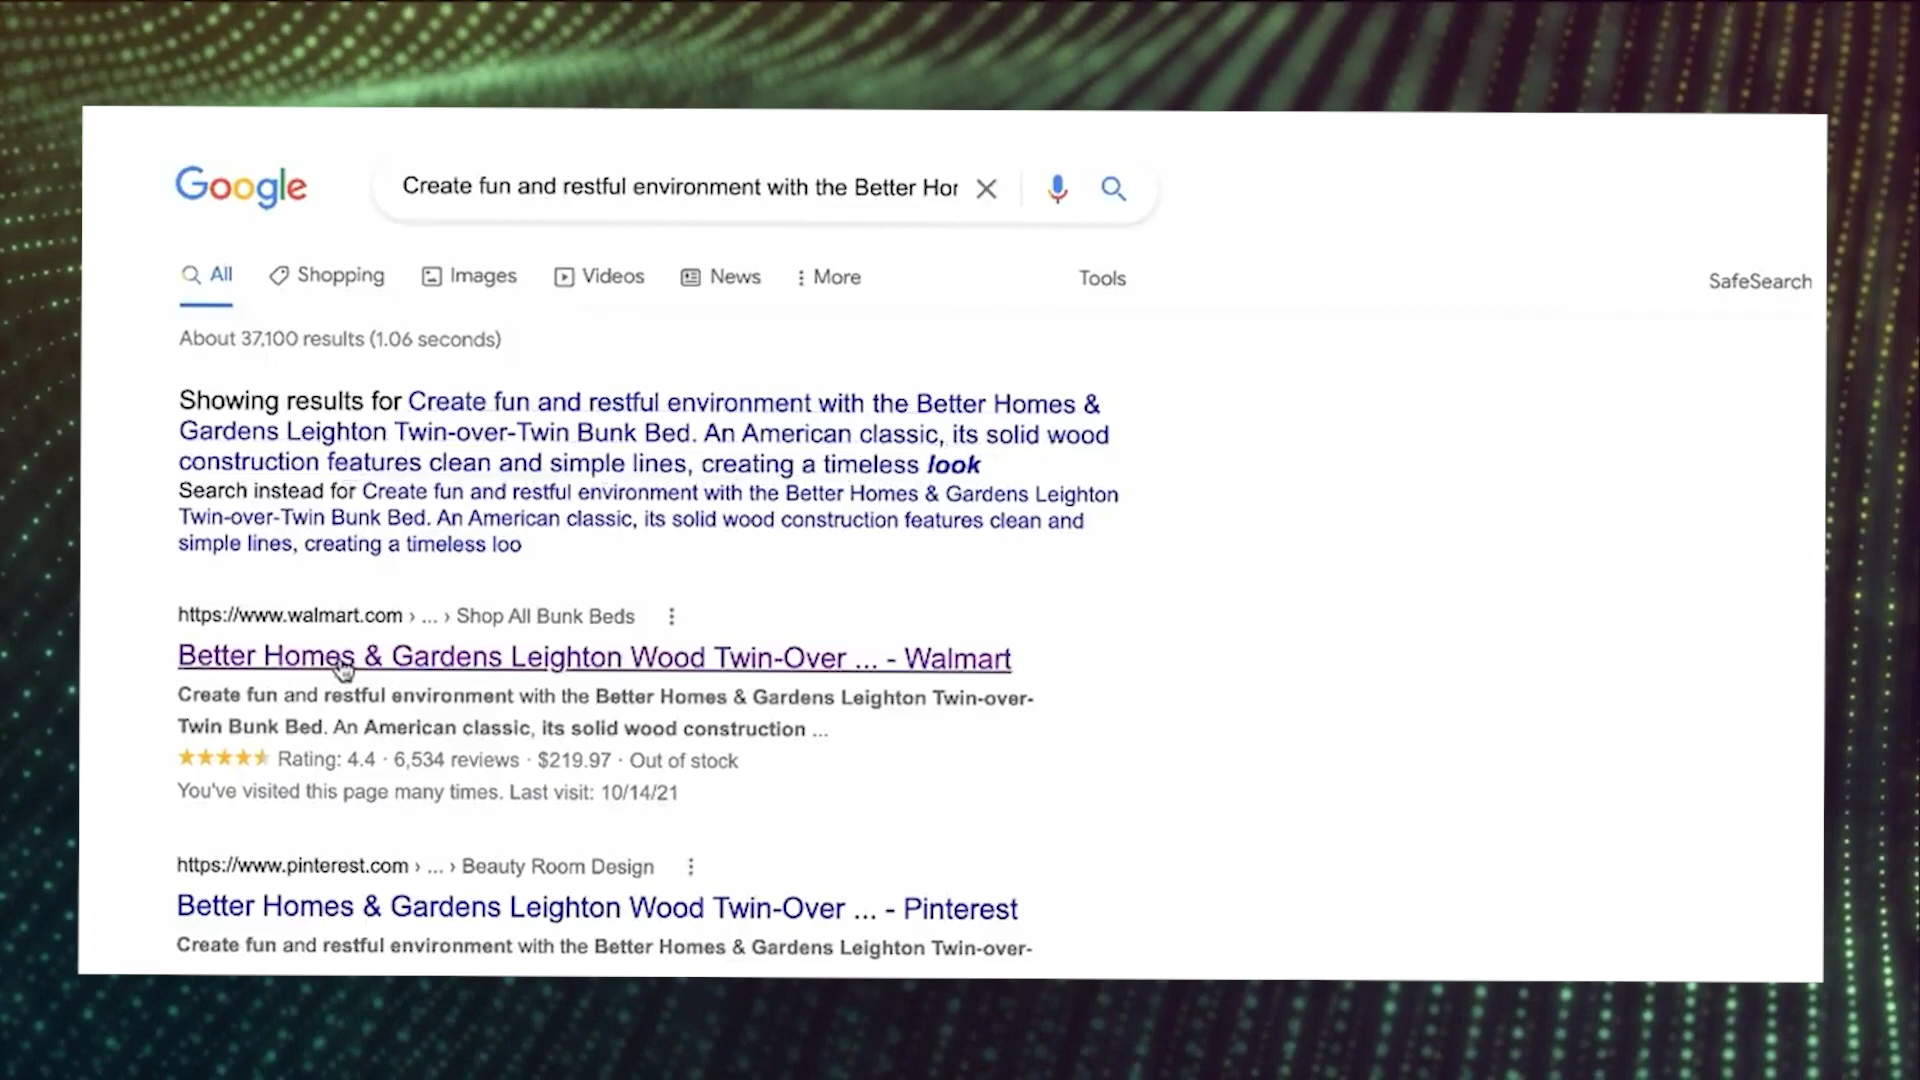 Google
Create fun and restful environment with the Better Hor
All Shopping Images Videos News More Tools SafeSearch
About 37,100 results (1.06 seconds)
Showing results for Create fun and restful environment with the Better Homes &
Gardens Leighton Twin-over-Twin Bunk Bed. An American classic, its solid wood
construction features clean and simple lines, creating a timeless look
Search instead for Create fun and restful environment with the Better Homes & Gardens Leighton
Twin-over-Twin Bunk Bed. An American classic, its solid wood construction features clean and
simple lines, creating a timeless loo
https://www.walmart.com › ... › Shop All Bunk Beds
Better Homes & Gardens Leighton Wood Twin-Over ... - Walmart
Create fun and restful environment with the Better Homes & Gardens Leighton Twin-over-
Twin Bunk Bed. An American classic, its solid wood construction ...
Rating: 4.4 · 6,534 reviews · $219.97 · Out of stock
You've visited this page many times. Last visit: 10/14/21
https://www.pinterest.com › ... › Beauty Room Design
Better Homes & Gardens Leighton Wood Twin-Over ... - Pinterest
Create fun and restful environment with the Better Homes & Gardens Leighton Twin-over-